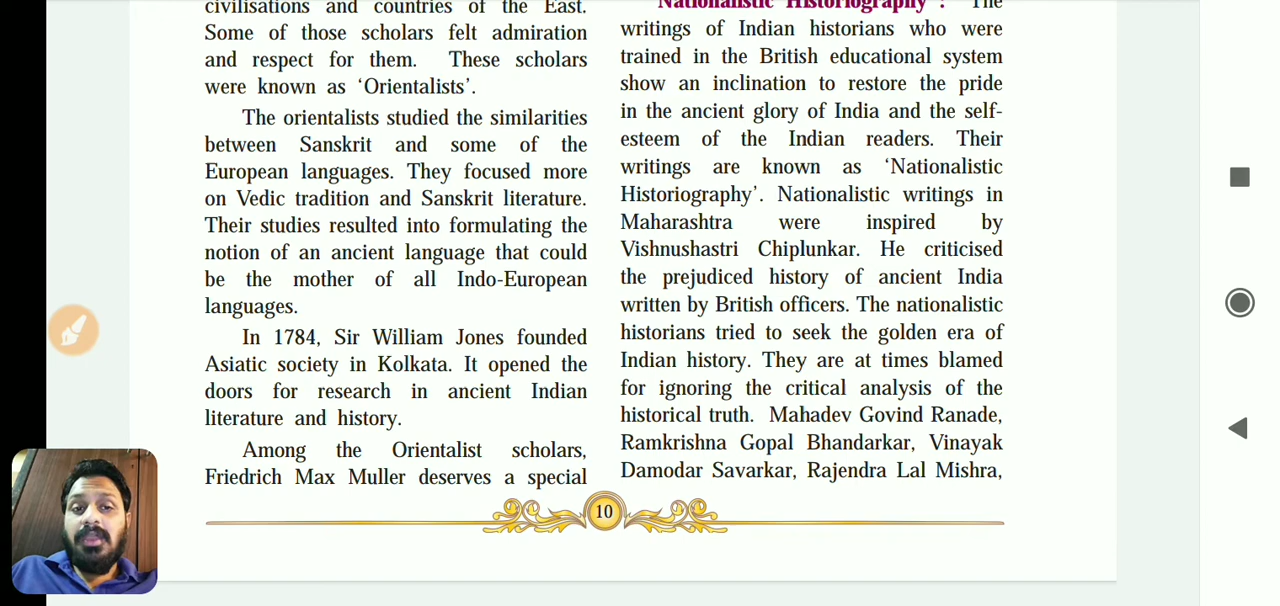 civilisations and countries of the East.
Some of those scholars felt admiration
and respect for them. These scholars
were known as ‘Orientalists’.
The orientalists studied the similarities
between Sanskrit and some of the
European languages. They focused more
on Vedic tradition and Sanskrit literature.
Their studies resulted into formulating the
notion of an ancient language that could
be the mother of all Indo-European
languages.
In 1784, Sir William Jones founded
Asiatic society in Kolkata. It opened the
doors for research in ancient Indian
literature and history.
Among the Orientalist scholars,
Friedrich Max Muller deserves a special
Nationalistic Historiography : The
writings of Indian historians who were
trained in the British educational system
show an inclination to restore the pride
in the ancient glory of India and the self-
esteem of the Indian readers. Their
writings are known as ‘Nationalistic
Historiography’. Nationalistic writings in
Maharashtra were inspired by
Vishnushastri Chiplunkar. He criticised
the prejudiced history of ancient India
written by British officers. The nationalistic
historians tried to seek the golden era of
Indian history. They are at times blamed
for ignoring the critical analysis of the
historical truth. Mahadev Govind Ranade,
Ramkrishna Gopal Bhandarkar, Vinayak
Damodar Savarkar, Rajendra Lal Mishra,
10